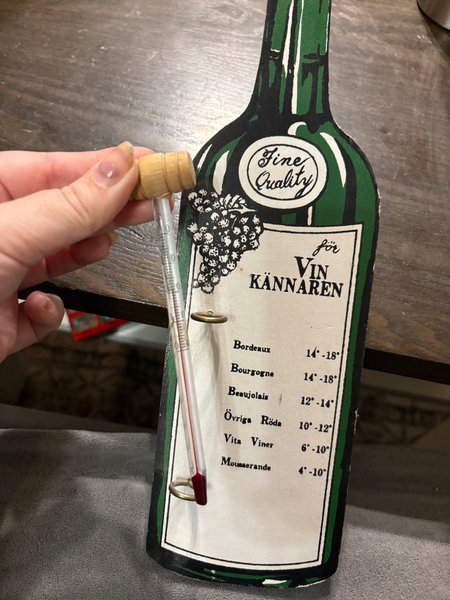 Fine
Quality
för
VIN
KÄNNAREN
Bordeaux 14°-18°
Bourgogne 14°-18°
Beaujolais 12°-14°
Övriga Röda 10°-12°
Vita Viner 6°-10°
Mousserande 4°-10°